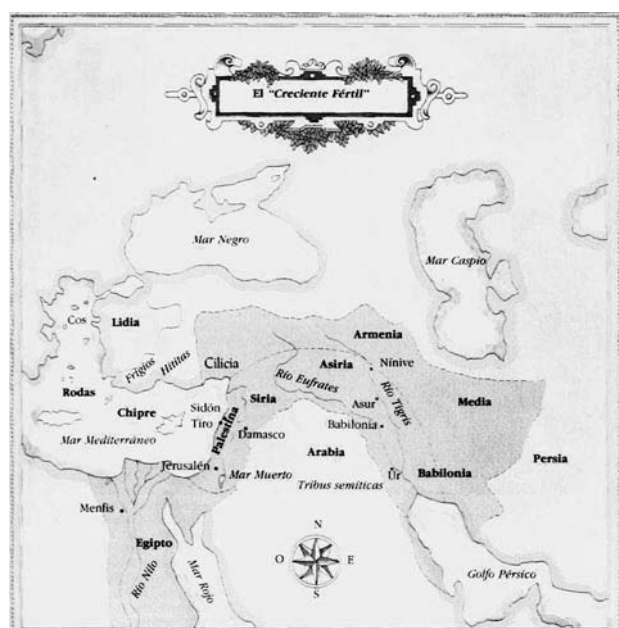 El "Creciente Fértil"
Mar Negro
Mar Caspio
Cos
Lidia
Armenia
Frigios
Hititas
Cilicia
Asiria
Nínive
Río Eufrates
Río Tigris
Rodas
Chipre
Sidón
Siria
Asur
Media
Tiro
Palestina
Mar Mediterráneo
Damasco
Babilonia
Jerusalén
Mar Muerto
Arabia
Ur
Babilonia
Persia
Tribus semíticas
Menfis
Egipto
N
O
E
S
Río Nilo
Mar Rojo
Golfo Pérsico